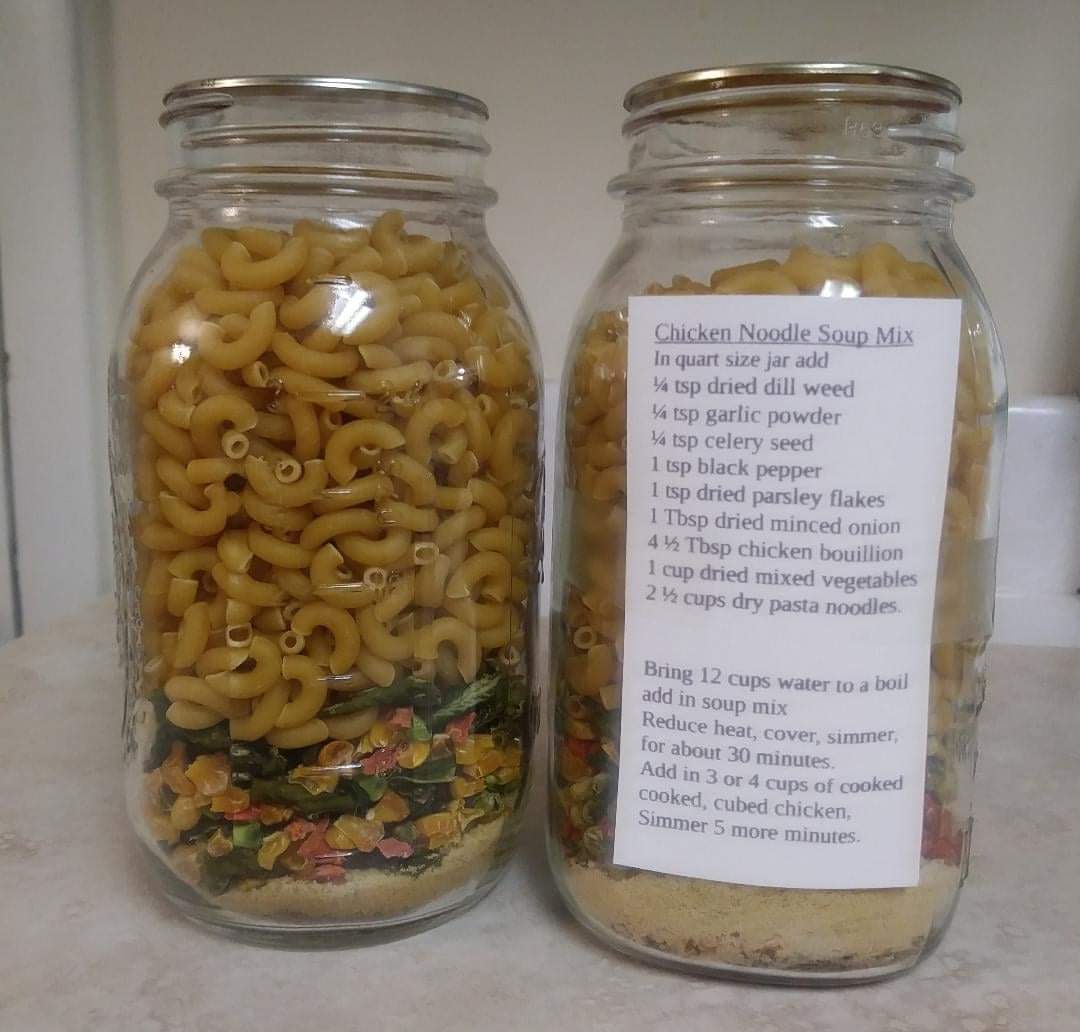 Chicken Noodle Soup Mix
In quart size jar add
¼ tsp dried dill weed
¼ tsp garlic powder
¼ tsp celery seed
1 tsp black pepper
1 tsp dried parsley flakes
1 Tbsp dried minced onion
4 ½ Tbsp chicken bouillion
1 cup dried mixed vegetables
2 ½ cups dry pasta noodles.
Bring 12 cups water to a boil
add in soup mix
Reduce heat, cover, simmer,
for about 30 minutes.
Add in 3 or 4 cups of cooked
cooked, cubed chicken,
Simmer 5 more minutes.